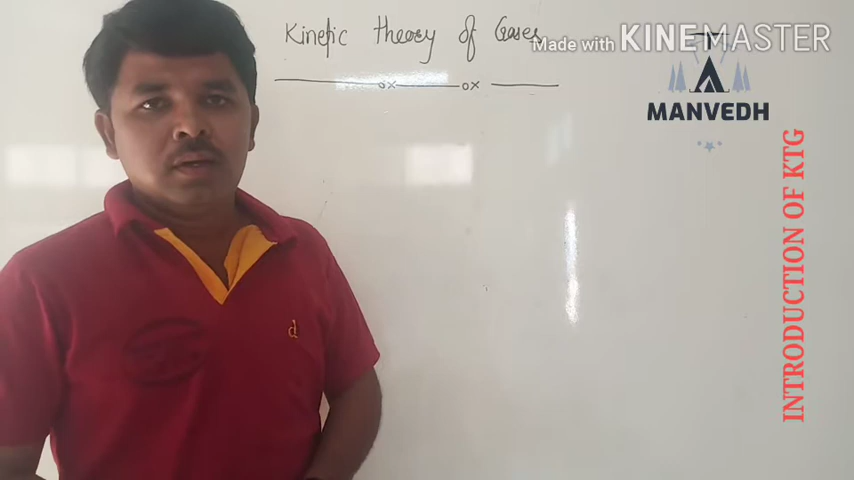 Kinetic theory of Gases
Made with KINEMASTER
MANVEDH
INTRODUCTION OF KTG
d